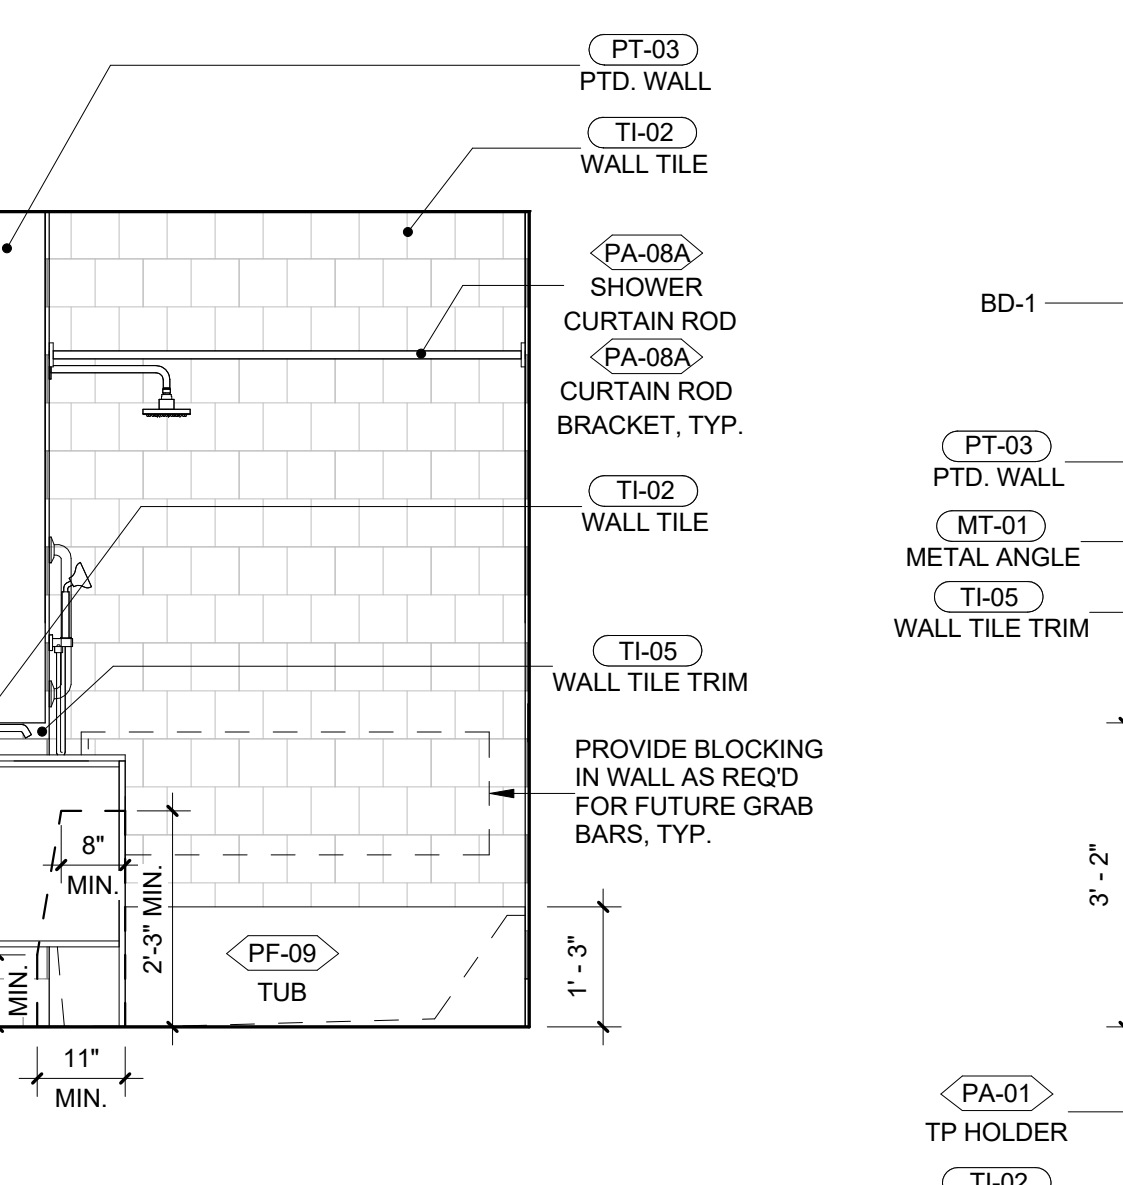 PT-03
PTD. WALL
TI-02
WALL TILE
PA-08A
SHOWER
CURTAIN ROD
PA-08A
CURTAIN ROD
BRACKET, TYP.
TI-02
WALL TILE
TI-05
WALL TILE TRIM
PROVIDE BLOCKING
IN WALL AS REQ'D
FOR FUTURE GRAB
BARS, TYP.
8"
MIN.
2'-3" MIN.
MIN.
PF-09
TUB
1' - 3"
11"
MIN.
BD-1
PT-03
PTD. WALL
MT-01
METAL ANGLE
TI-05
WALL TILE TRIM
3' - 2"
PA-01
TP HOLDER
TI-02